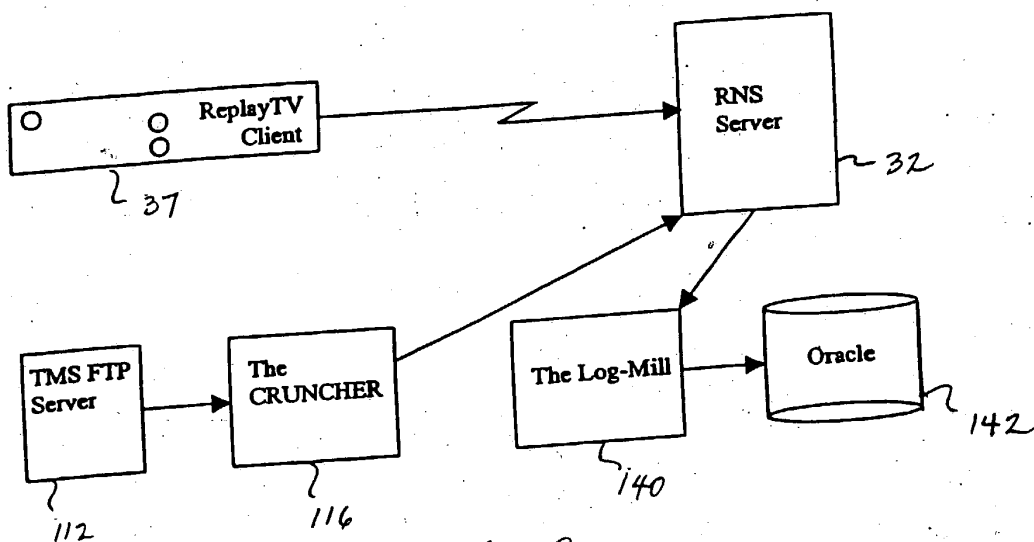 ReplayTV
Client
37
RNS
Server
32
TMS FTP
Server
112
The
CRUNCHER
116
The Log-Mill
140
Oracle
142